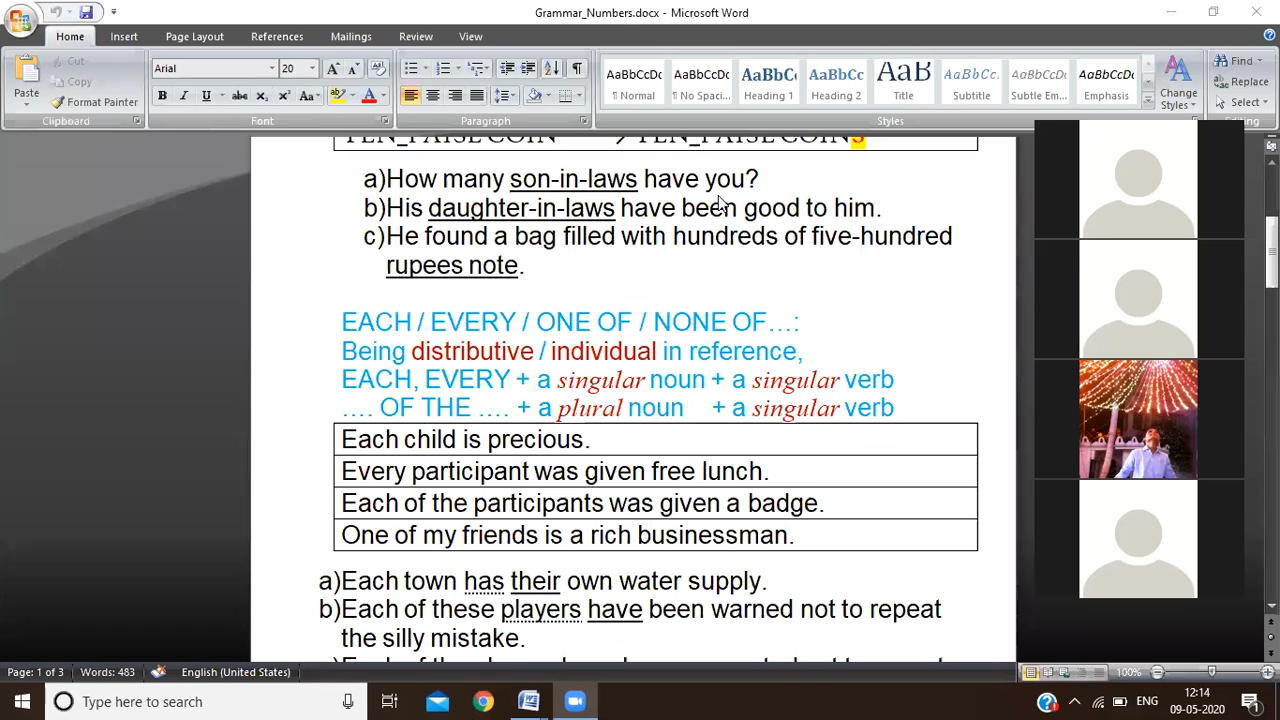 Grammar_Numbers.docx - Microsoft Word
Home Insert Page Layout References Mailings Review View
Paste
Cut
Copy
Format Painter
Clipboard
Arial 20
Font
Paragraph
AaBbCcDc AaBbCcDc AaBbCc AaBbCc AaB AaBbCc. AaBbCcDc AaBbCcDc
¶ Normal ¶ No Spaci... Heading 1 Heading 2 Title Subtitle Subtle Em... Emphasis
Change Styles
Styles
Find
Replace
Select
Editing
TEN_PAISE COIN → TEN_PAISE COINS
a)How many son-in-laws have you?
b)His daughter-in-laws have been good to him.
c)He found a bag filled with hundreds of five-hundred
rupees note.
EACH / EVERY / ONE OF / NONE OF…:
Being distributive / individual in reference,
EACH, EVERY + a singular noun + a singular verb
…. OF THE …. + a plural noun + a singular verb
Each child is precious.
Every participant was given free lunch.
Each of the participants was given a badge.
One of my friends is a rich businessman.
a)Each town has their own water supply.
b)Each of these players have been warned not to repeat
the silly mistake.
Page: 1 of 3 Words: 483 English (United States) 100%
Type here to search
ENG
12:14
09-05-2020
1